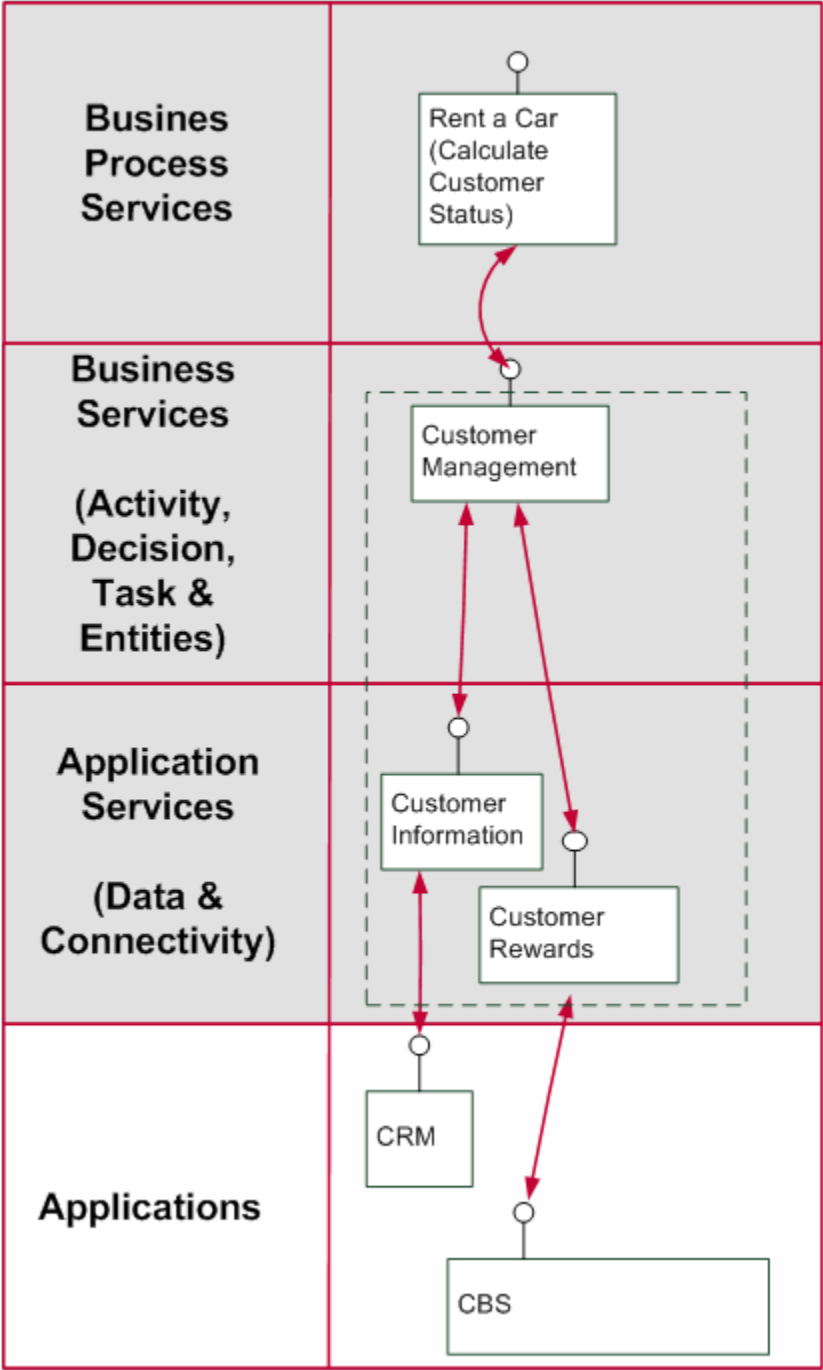 Busines
Process
Services
Rent a Car
(Calculate
Customer
Status)
Business
Services
(Activity,
Decision,
Task &
Entities)
Customer
Management
Application
Services
(Data &
Connectivity)
Customer
Information
Customer
Rewards
Applications
CRM
CBS